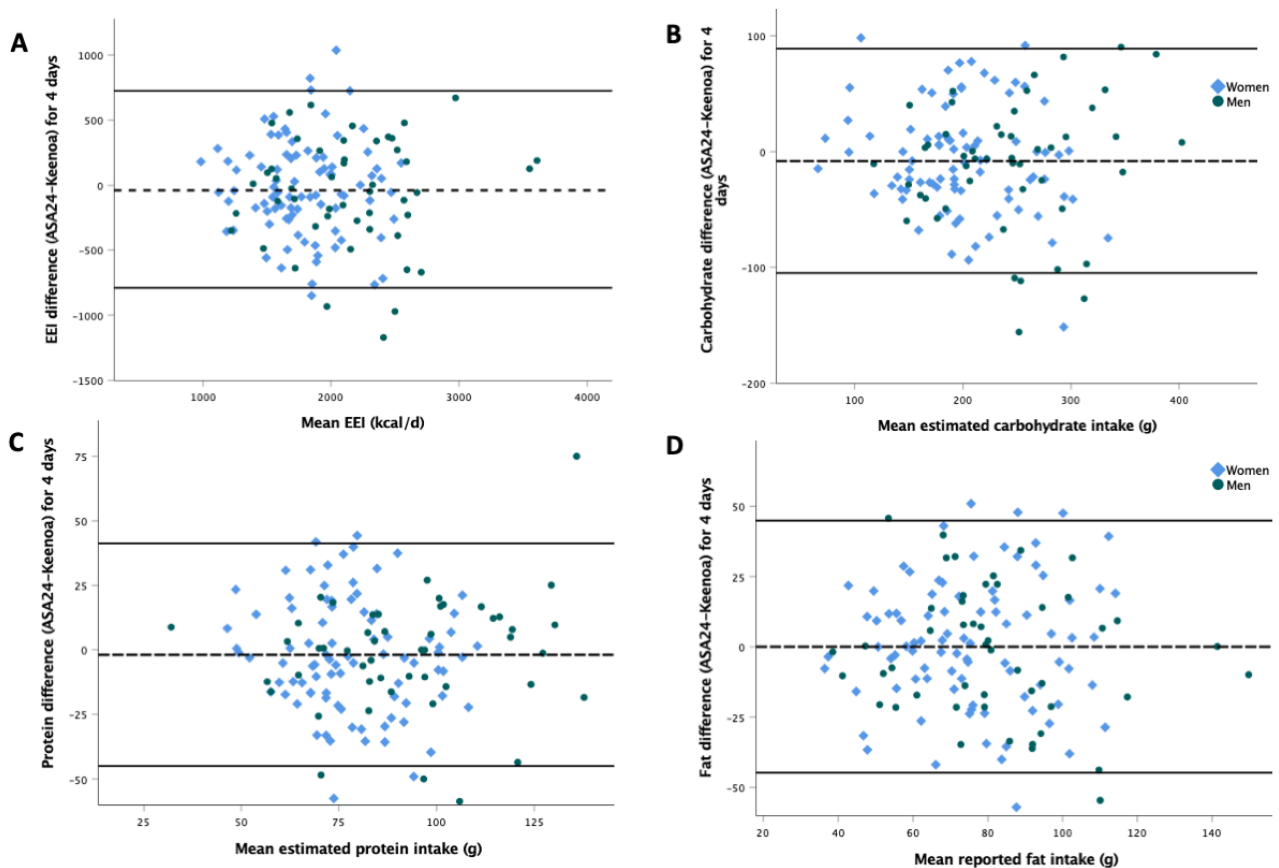 A
EEI difference (ASA24-Keenoa) for 4 days
1000
500
0
-500
-1000
-1500
1000
2000
3000
4000
Mean EEI (kcal/d)
B
Carbohydrate difference (ASA24-Keenoa) for 4
days
100
0
-100
-200
100
200
300
400
Mean estimated carbohydrate intake (g)
Women
Men
C
Protein difference (ASA24-Keenoa) for 4 days
75
50
25
0
-25
-50
25
50
75
100
125
Mean estimated protein intake (g)
D
Fat difference (ASA24-Keenoa) for 4 days
50
25
0
-25
-50
20
40
60
80
100
120
140
Mean reported fat intake (g)
Women
Men